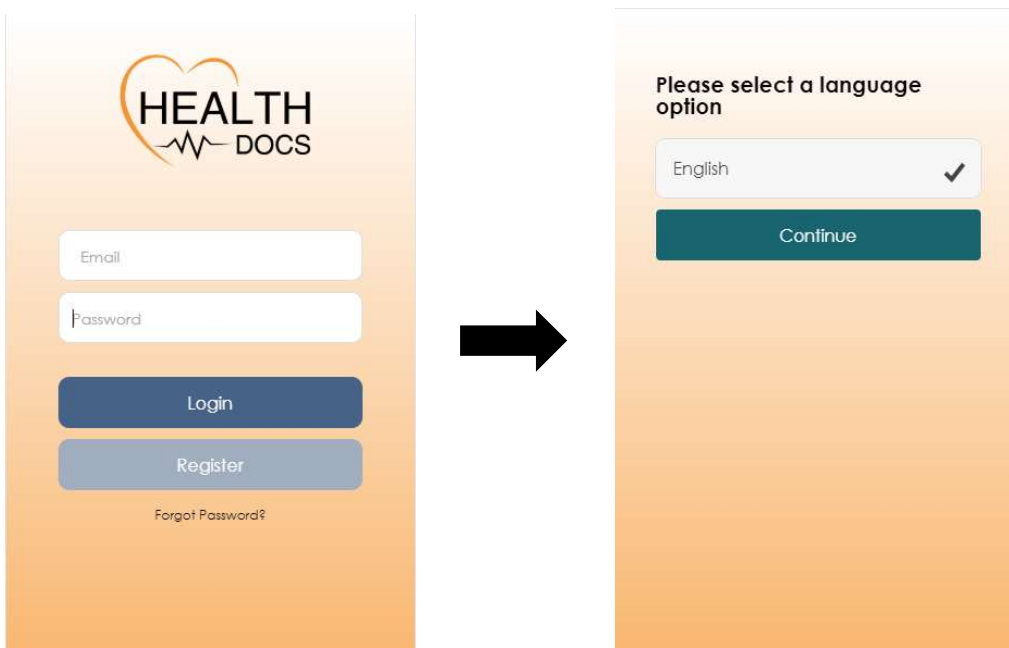 HEALTH
DOCS
Email
Password
Login
Register
Forgot Password?
Please select a language
option
English
Continue